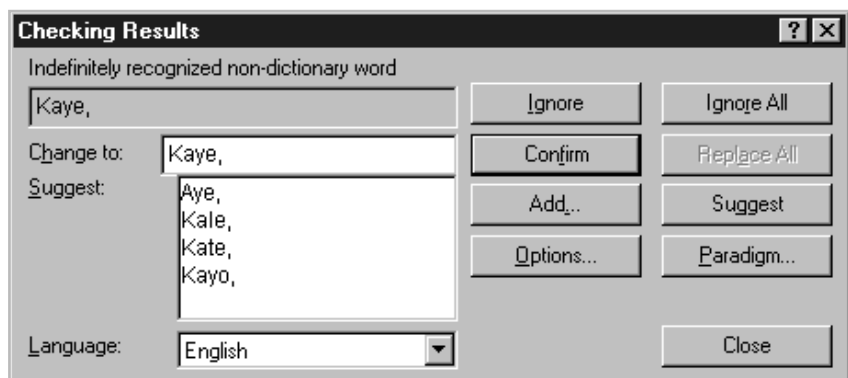 Checking Results ? X
Indefinitely recognized non-dictionary word
Kaye, Ignore Ignore All
Change to: Kaye, Confirm Replace All
Suggest: Aye, Add... Suggest
Kale,
Kate, Options... Paradigm...
Kayo,
Language: English Close